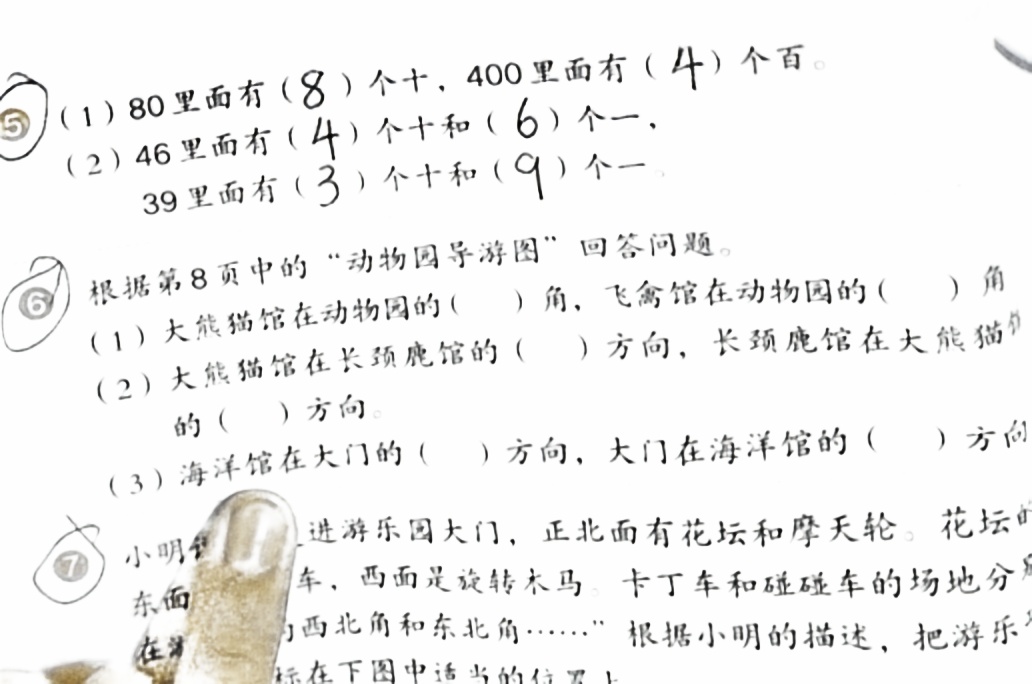 5 (1) 80里面有(8)个十，400里面有(4)个百。
(2) 46里面有(4)个十和(6)个一，
39里面有(3)个十和(9)个一。
6 根据第8页中的“动物园导游图”回答问题。
(1) 大熊猫馆在动物园的( )角，飞禽馆在动物园的( )角
(2) 大熊猫馆在长颈鹿馆的( )方向，长颈鹿馆在大熊猫
的( )方向。
(3) 海洋馆在大门的( )方向，大门在海洋馆的( )方向
7 小明 进游乐园大门，正北面有花坛和摩天轮。花坛的
东面 车，西面是旋转木马。卡丁车和碰碰车的场地分
在 西北角和东北角……”根据小明的描述，把游乐
标在下图中适当的位置上